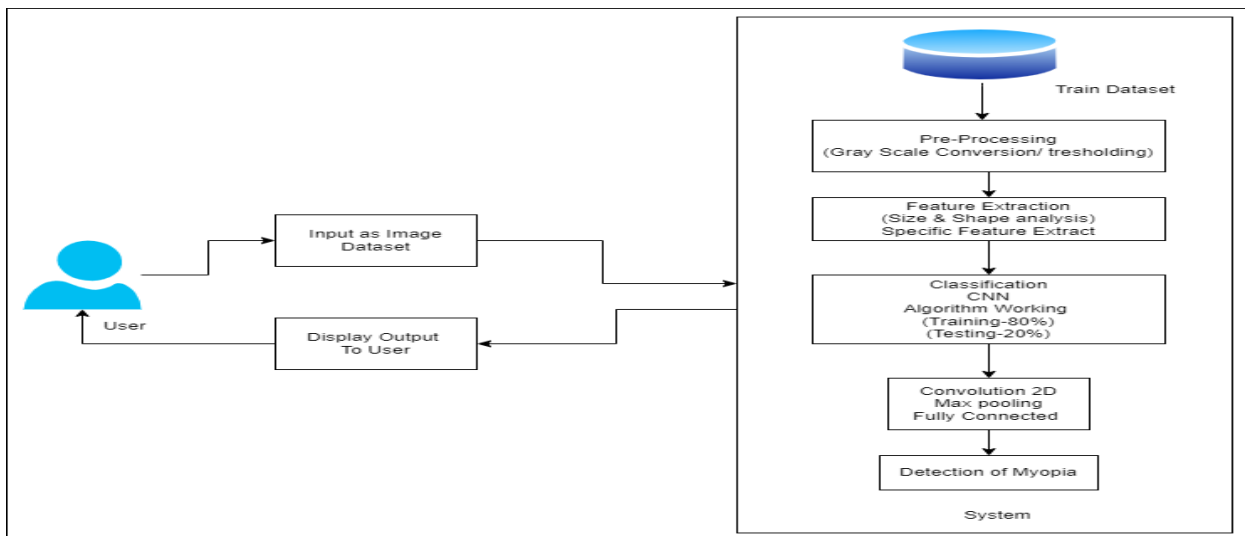 User
Input as Image
Dataset
Display Output
To User
Train Dataset
Pre-Processing
(Gray Scale Conversion/ tresholding)
Feature Extraction
(Size & Shape analysis)
Specific Feature Extract
Classification
CNN
Algorithm Working
(Training-80%)
(Testing-20%)
Convolution 2D
Max pooling
Fully Connected
Detection of Myopia
System